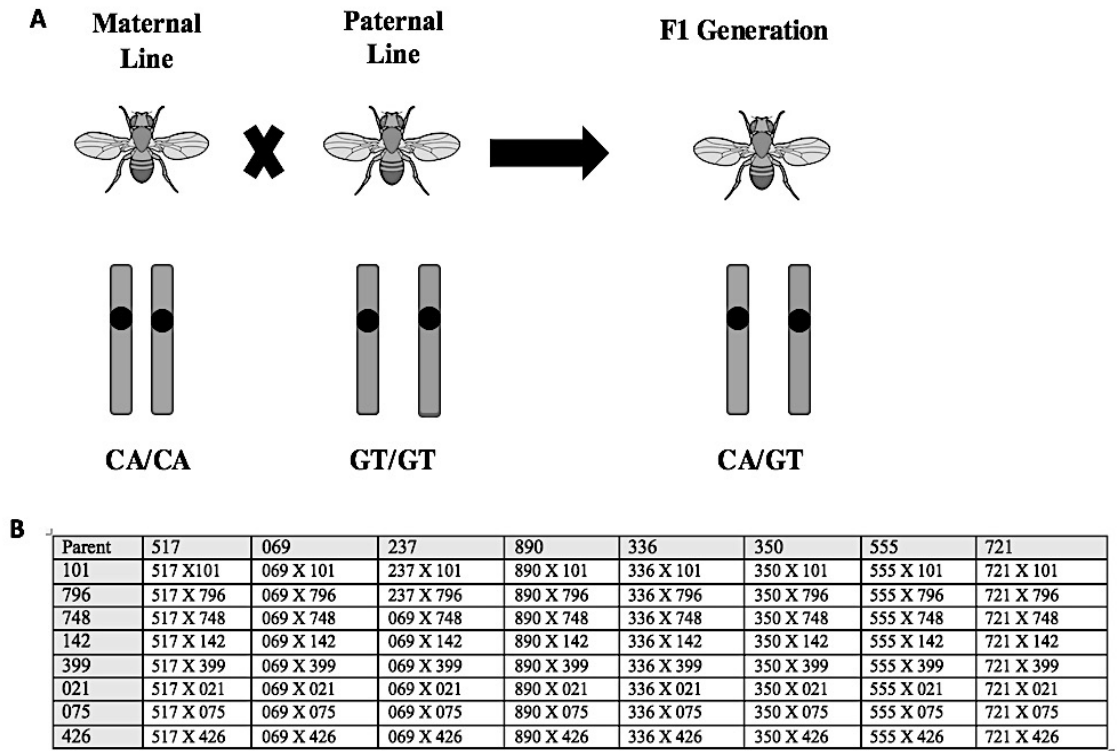 A
Maternal
Line
Paternal
Line
F1 Generation
CA/CA
GT/GT
CA/GT
B
Parent 517 069 237 890 336 350 555 721
101 517 X101 069 X 101 237 X 101 890 X 101 336 X 101 350 X 101 555 X 101 721 X 101
796 517 X 796 069 X 796 237 X 796 890 X 796 336 X 796 350 X 796 555 X 796 721 X 796
748 517 X 748 069 X 748 069 X 748 890 X 748 336 X 748 350 X 748 555 X 748 721 X 748
142 517 X 142 069 X 142 069 X 142 890 X 142 336 X 142 350 X 142 555 X 142 721 X 142
399 517 X 399 069 X 399 069 X 399 890 X 399 336 X 399 350 X 399 555 X 399 721 X 399
021 517 X 021 069 X 021 069 X 021 890 X 021 336 X 021 350 X 021 555 X 021 721 X 021
075 517 X 075 069 X 075 069 X 075 890 X 075 336 X 075 350 X 075 555 X 075 721 X 075
426 517 X 426 069 X 426 069 X 426 890 X 426 336 X 426 350 X 426 555 X 426 721 X 426